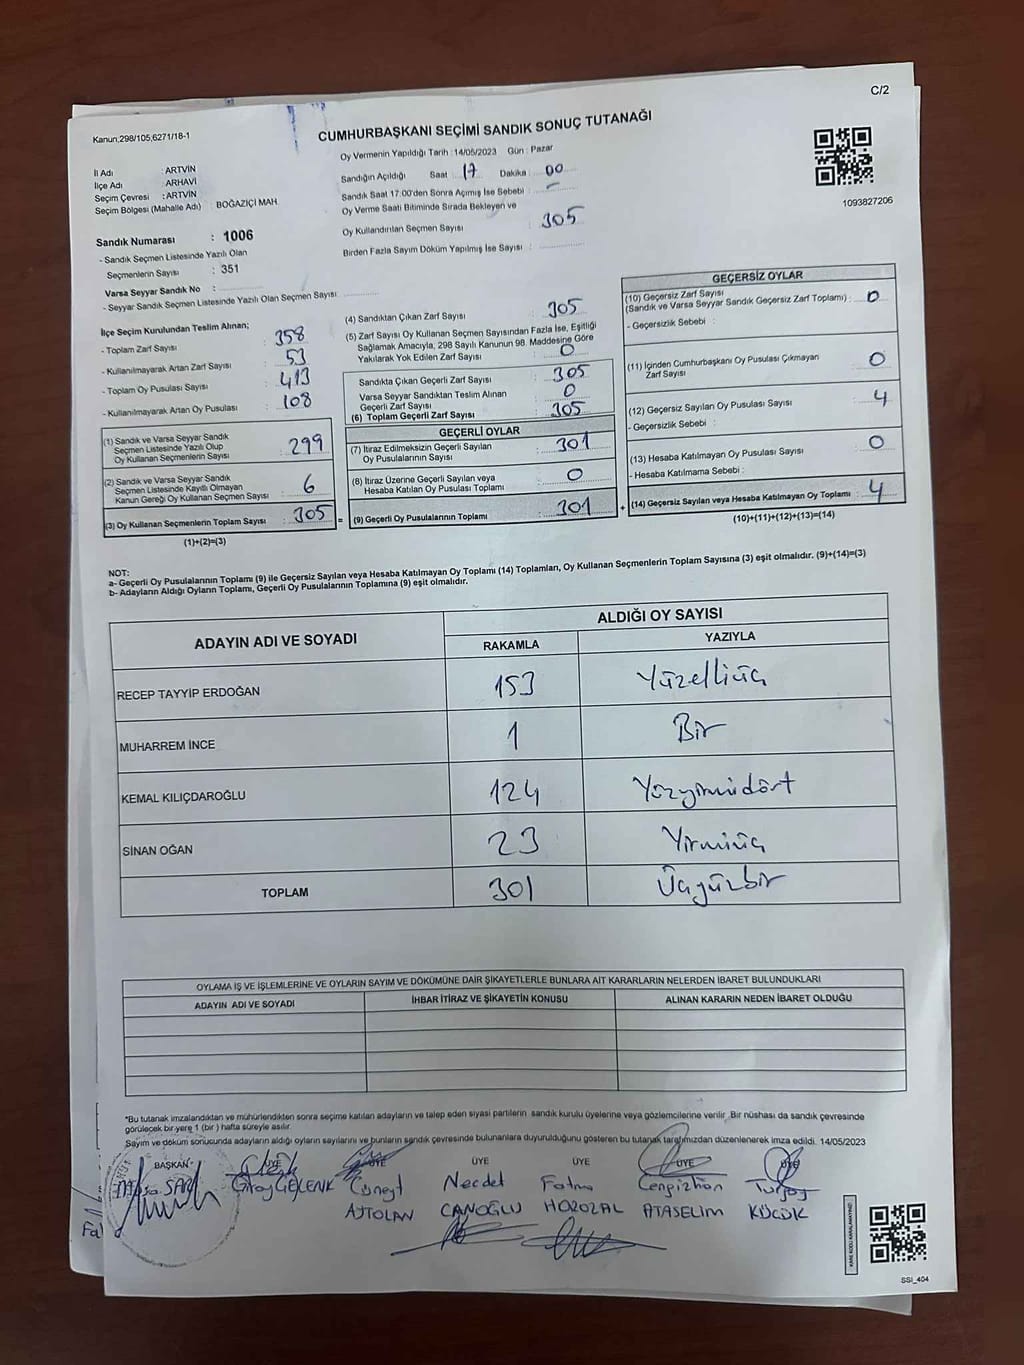 C/2
Kanun;298/105;6271/18-1
CUMHURBAŞKANI SEÇİMİ SANDIK SONUÇ TUTANAĞI
Oy Vermenin Yapıldığı Tarih :14/05/2023 Gün : Pazar
1093827206
İl Adı : ARTVİN
İlçe Adı : ARHAVİ
Seçim Çevresi : ARTVİN
Seçim Bölgesi (Mahalle Adı) : BOĞAZİÇİ MAH.
Sandığın Açıldığı Saat : 17 Dakika : 00
Sandık Saat 17:00'den Sonra Açımış İse Sebebi : –
Oy Verme Saati Bitiminde Sırada Bekleyen ve
Oy Kullandırılan Seçmen Sayısı : 305
Birden Fazla Sayım Döküm Yapılmış İse Sayısı :
Sandık Numarası : 1006
- Sandık Seçmen Listesinde Yazılı Olan
Seçmenlerin Sayısı : 351
Varsa Seyyar Sandık No :
- Seyyar Sandık Seçmen Listesinde Yazılı Olan Seçmen Sayısı
İlçe Seçim Kurulundan Teslim Alınan;
- Toplam Zarf Sayısı : 358
- Kullanılmayarak Artan Zarf Sayısı : 53
- Toplam Oy Pusulası Sayısı : 413
- Kullanılmayarak Artan Oy Pusulası : 108
(1) Sandık ve Varsa Seyyar Sandık
Seçmen Listesinde Yazılı Olup
Oy Kullanan Seçmenlerin Sayısı : 299
(2) Sandık ve Varsa Seyyar Sandık
Seçmen Listesinde Kayıtlı Olmayan
Kanun Gereği Oy Kullanan Seçmen Sayısı : 6
(3) Oy Kullanan Seçmenlerin Toplam Sayısı : 305
(1)+(2)=(3)
(4) Sandıktan Çıkan Zarf Sayısı : 305
(5) Zarf Sayısı Oy Kullanan Seçmen Sayısından Fazla İse, Eşitliği
Sağlamak Amacıyla, 298 Sayılı Kanunun 98. Maddesine Göre
Yakılarak Yok Edilen Zarf Sayısı : 0
Sandıkta Çıkan Geçerli Zarf Sayısı : 305
Varsa Seyyar Sandıktan Teslim Alınan
Geçerli Zarf Sayısı : 0
(6) Toplam Geçerli Zarf Sayısı : 305
GEÇERLİ OYLAR
(7) İtiraz Edilmeksizin Geçerli Sayılan
Oy Pusulalarının Sayısı : 301
(8) İtiraz Üzerine Geçerli Sayılan veya
Hesaba Katılan Oy Pusulası Toplamı : 0
= (9) Geçerli Oy Pusulalarının Toplamı : 301
GEÇERSİZ OYLAR
(10) Geçersiz Zarf Sayısı
(Sandık ve Varsa Seyyar Sandık Geçersiz Zarf Toplamı) : 0
- Geçersizlik Sebebi :
(11) İçinden Cumhurbaşkanı Oy Pusulası Çıkmayan
Zarf Sayısı : 0
(12) Geçersiz Sayılan Oy Pusulası Sayısı : 4
- Geçersizlik Sebebi :
(13) Hesaba Katılmayan Oy Pusulası Sayısı : 0
- Hesaba Katılmama Sebebi :
+ (14) Geçersiz Sayılan veya Hesaba Katılmayan Oy Toplamı : 4
(10)+(11)+(12)+(13)=(14)
NOT:
a- Geçerli Oy Pusulalarının Toplamı (9) ile Geçersiz Sayılan veya Hesaba Katılmayan Oy Toplamı (14) Toplamları, Oy Kullanan Seçmenlerin Toplam Sayısına (3) eşit olmalıdır. (9)+(14)=(3)
b- Adayların Aldığı Oyların Toplamı, Geçerli Oy Pusulalarının Toplamına (9) eşit olmalıdır.
ADAYIN ADI VE SOYADI ALDIĞI OY SAYISI
RAKAMLA YAZIYLA
RECEP TAYYİP ERDOĞAN 153 Yüzelliüç
MUHARREM İNCE 1 Bir
KEMAL KILIÇDAROĞLU 124 Yüzyirmidört
SİNAN OĞAN 23 Yirmiüç
TOPLAM 301 Üçyüzbir
OYLAMA İŞ VE İŞLEMLERİNE VE OYLARIN SAYIM VE DÖKÜMÜNE DAİR ŞİKAYETLERLE BUNLARA AİT KARARLARIN NELERDEN İBARET BULUNDUKLARI
ADAYIN ADI VE SOYADI İHBAR İTİRAZ VE ŞİKAYETİN KONUSU ALINAN KARARIN NEDEN İBARET OLDUĞU
*Bu tutanak imzalandıktan ve mühürlendikten sonra seçime katılan adayların ve talep eden siyasi partilerin sandık kurulu üyelerine veya gözlemcilerine verilir. Bir nüshası da sandık çevresinde
görülecek bir yere 1 (bir ) hafta süreyle asılır.
Sayım ve döküm sonucunda adayların aldığı oyların sayılarını ve bunların sandık çevresinde bulunanlara duyurulduğunu gösteren bu tutanak tarafımızdan düzenlenerek imza edildi. 14/05/2023
BAŞKAN ÜYE ÜYE ÜYE ÜYE ÜYE ÜYE
Giray GELENK Cüneyt Necdet Fatma Cengizhan Turgay
AJTOLAN CANOĞLU HOROZAL ATASELİM KÜÇÜK
KARE KODU KARALAMAYINIZ!
SSI_404